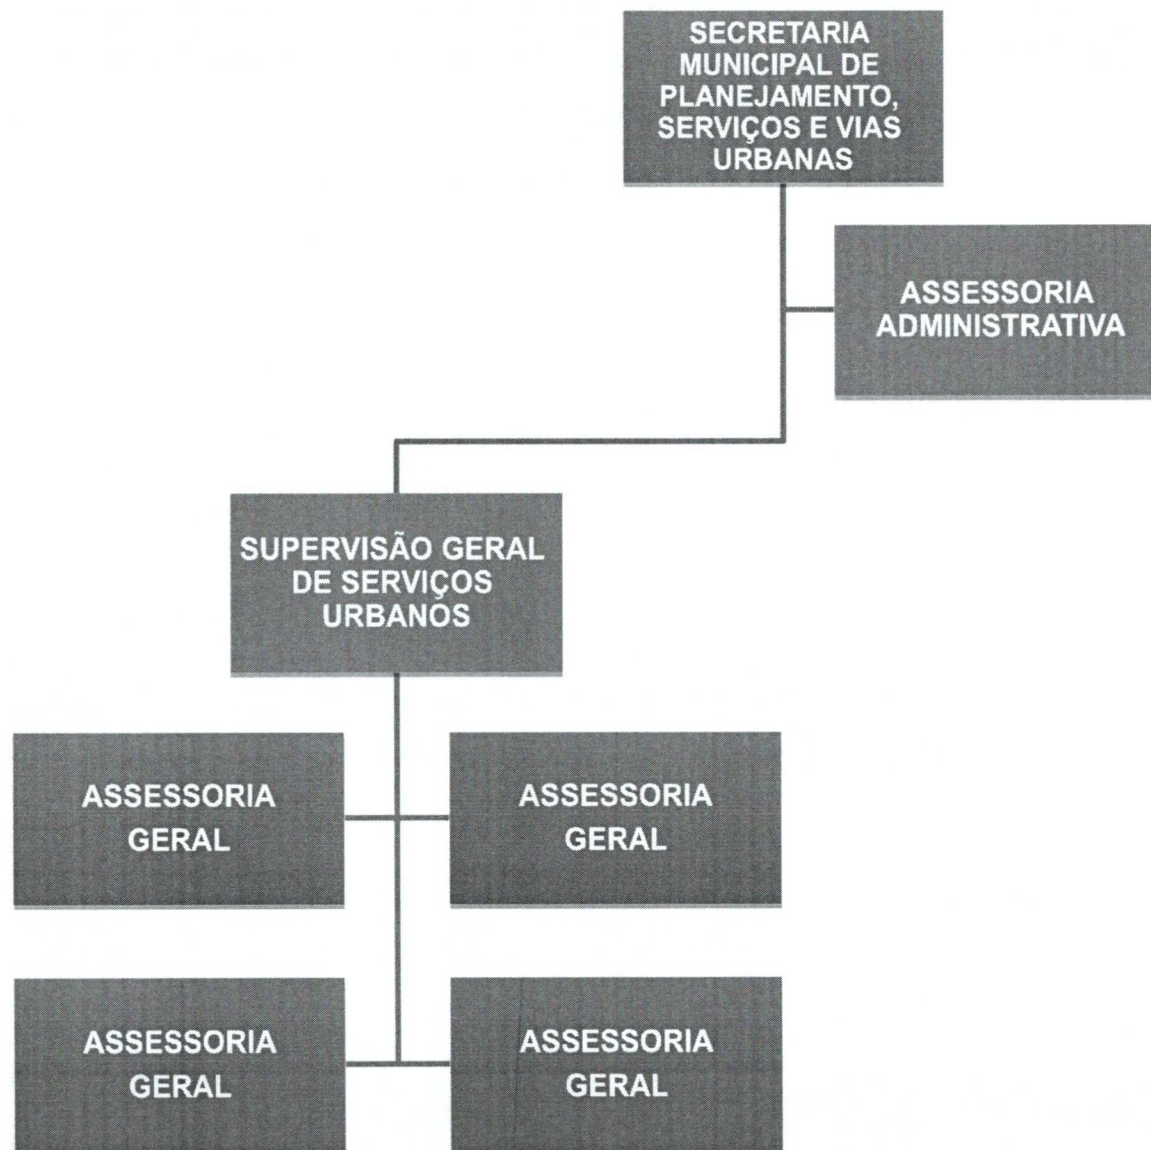 SECRETARIA
MUNICIPAL DE
PLANEJAMENTO,
SERVIÇOS E VIAS
URBANAS
ASSESSORIA
ADMINISTRATIVA
SUPERVISÃO GERAL
DE SERVIÇOS
URBANOS
ASSESSORIA
GERAL
ASSESSORIA
GERAL
ASSESSORIA
GERAL
ASSESSORIA
GERAL